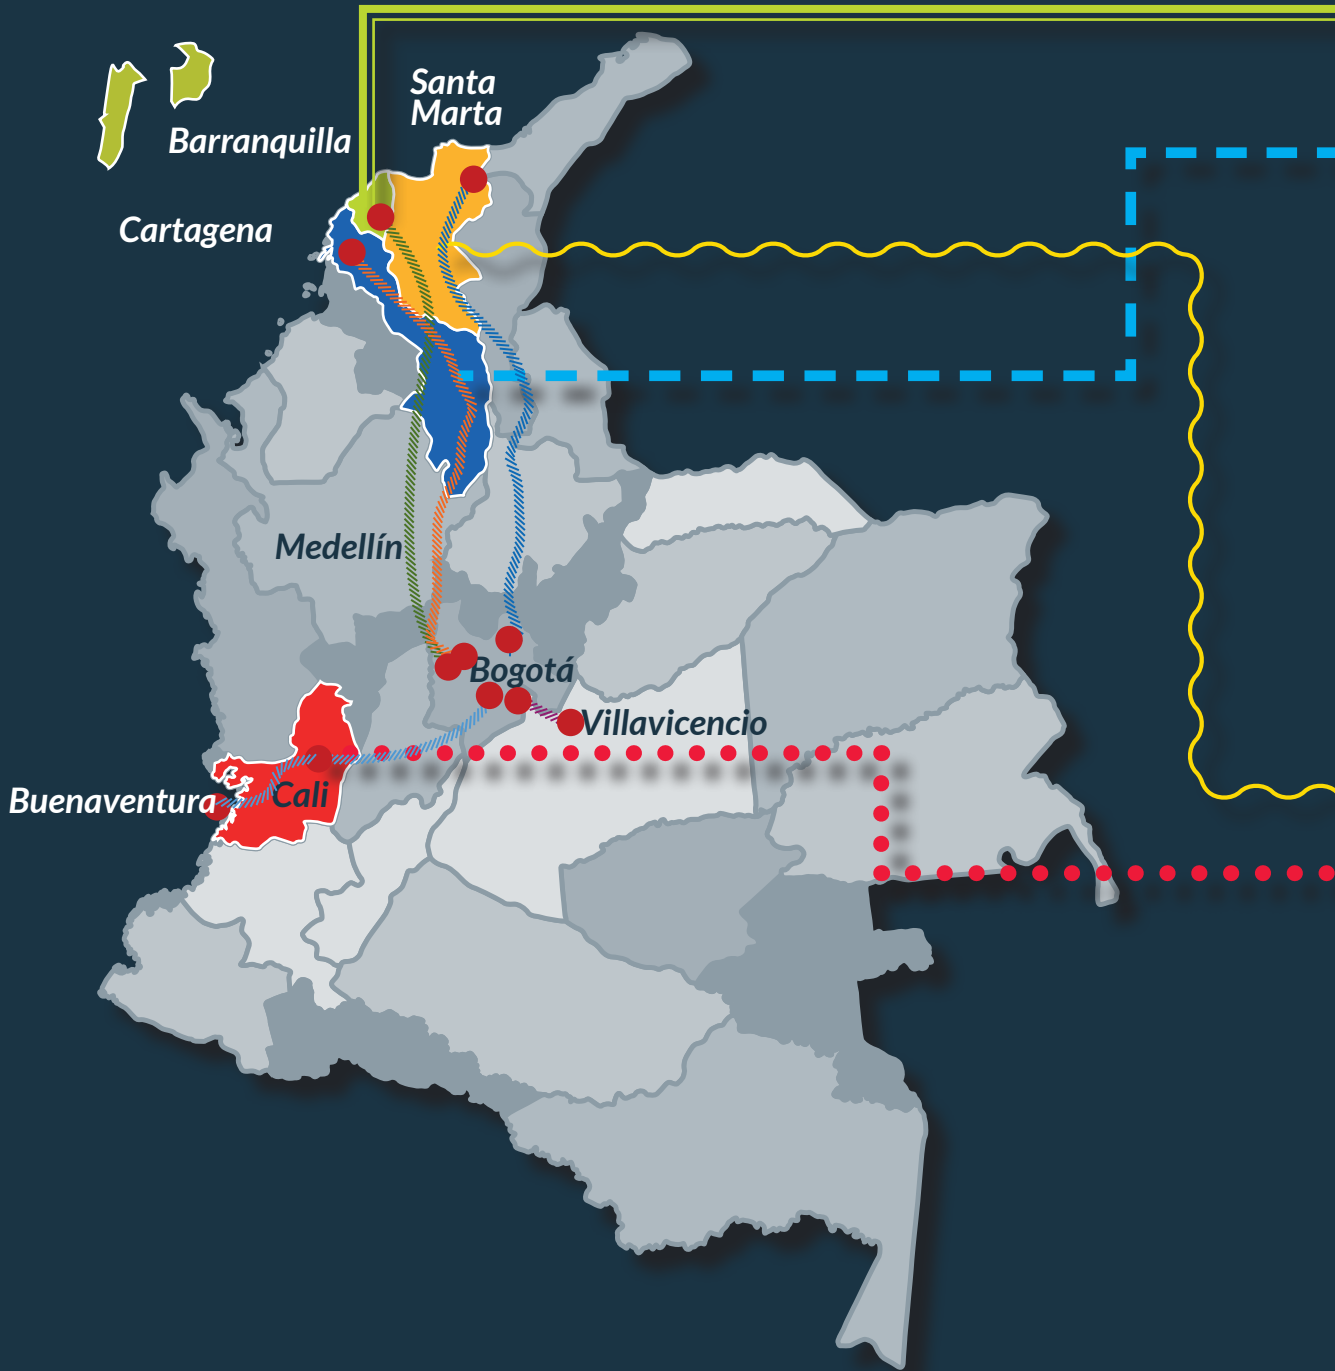 Santa
Marta
Barranquilla
Cartagena
Medellín
Bogotá
Villavicencio
Cali
Buenaventura